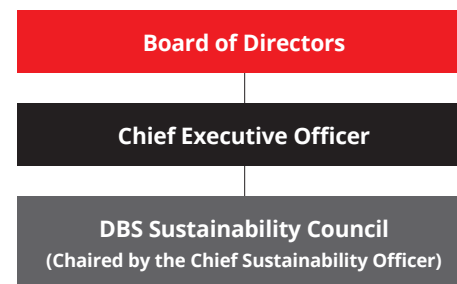 Board of Directors
Chief Executive Officer
DBS Sustainability Council
(Chaired by the Chief Sustainability Officer)